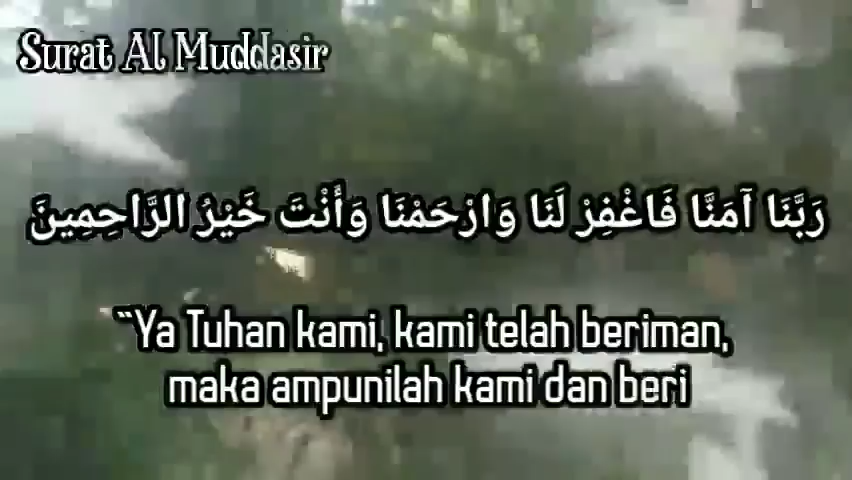 Surat Al Muddasir
رَبَّنَا آمَنَّا فَاغْفِرْ لَنَا وَارْحَمْنَا وَأَنْتَ خَيْرُ الرَّاحِمِينَ
"Ya Tuhan kami, kami telah beriman,
maka ampunilah kami dan beri